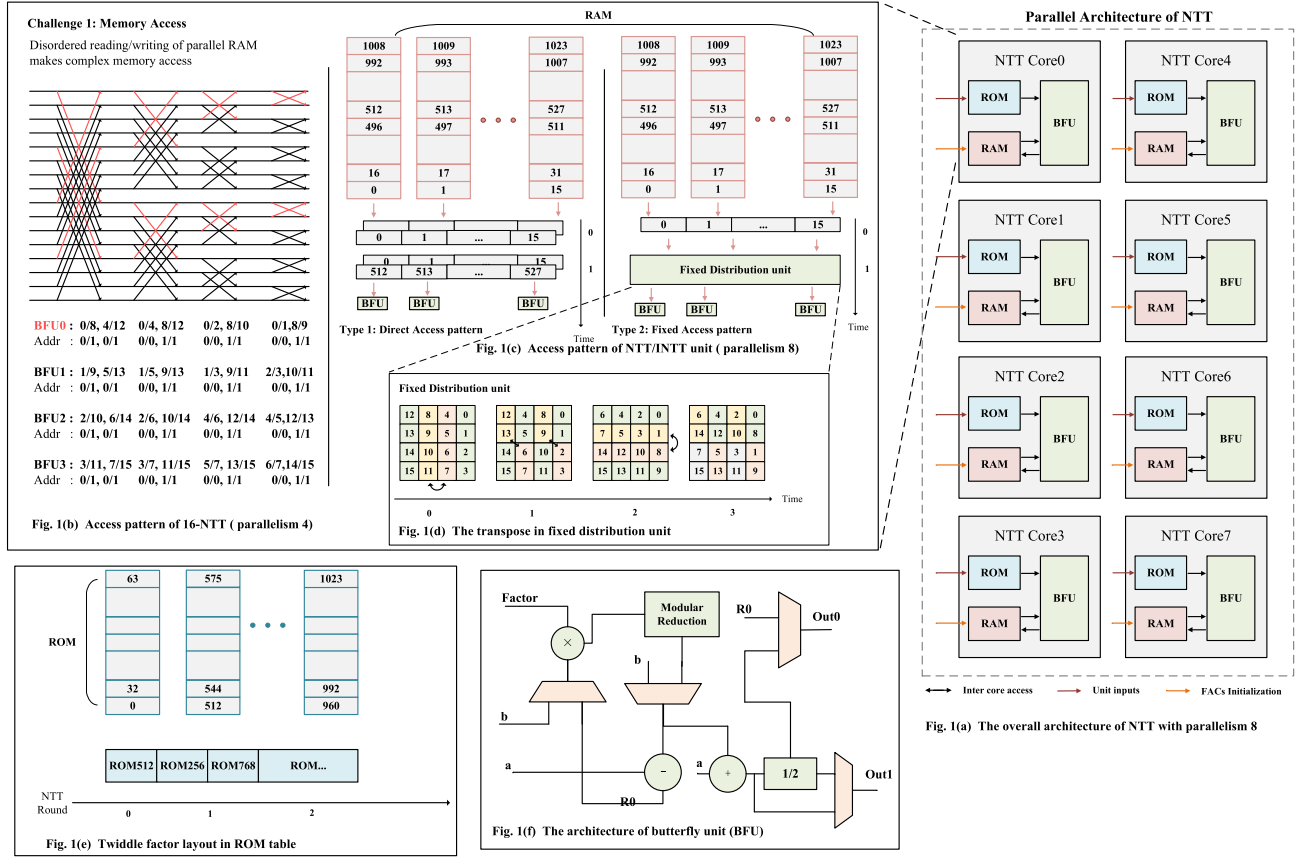 Challenge 1: Memory Access
Disordered reading/writing of parallel RAM
makes complex memory access
BFU0 : 0/8, 4/12 0/4, 8/12 0/2, 8/10 0/1,8/9
Addr : 0/1, 0/1 0/0, 1/1 0/0, 1/1 0/0, 1/1
BFU1 : 1/9, 5/13 1/5, 9/13 1/3, 9/11 2/3,10/11
Addr : 0/1, 0/1 0/0, 1/1 0/0, 1/1 0/0, 1/1
BFU2 : 2/10, 6/14 2/6, 10/14 4/6, 12/14 4/5,12/13
Addr : 0/1, 0/1 0/0, 1/1 0/0, 1/1 0/0, 1/1
BFU3 : 3/11, 7/15 3/7, 11/15 5/7, 13/15 6/7,14/15
Addr : 0/1, 0/1 0/0, 1/1 0/0, 1/1 0/0, 1/1
Fig. 1(b) Access pattern of 16-NTT ( parallelism 4)
RAM
1008 1009 1023
992 993 1007
512 513 527
496 497 511
16 17 31
0 1 15
0 1 ... 15
0 1 ... 15
512 513 ... 527
BFU BFU BFU
0
1
Type 1: Direct Access pattern
Time
1008 1009 1023
992 993 1007
512 513 527
496 497 511
16 17 31
0 1 15
0 1 ... 15
Fixed Distribution unit
BFU BFU BFU
0
1
Type 2: Fixed Access pattern
Time
Fig. 1(c) Access pattern of NTT/INTT unit ( parallelism 8)
Fixed Distribution unit
12 8 4 0 12 4 8 0 6 4 2 0 6 4 2 0
13 9 5 1 13 5 9 1 7 5 3 1 14 12 10 8
14 10 6 2 14 6 10 2 14 12 10 8 7 5 3 1
15 11 7 3 15 7 11 3 15 13 11 9 15 13 11 9
Time
0 1 2 3
Fig. 1(d) The transpose in fixed distribution unit
Parallel Architecture of NTT
NTT Core0
ROM
RAM
BFU
NTT Core4
ROM
RAM
BFU
NTT Core1
ROM
RAM
BFU
NTT Core5
ROM
RAM
BFU
NTT Core2
ROM
RAM
BFU
NTT Core6
ROM
RAM
BFU
NTT Core3
ROM
RAM
BFU
NTT Core7
ROM
RAM
BFU
Inter core access Unit inputs FACs Initialization
Fig. 1(a) The overall architecture of NTT with parallelism 8
ROM
63 575 1023
32 544 992
0 512 960
ROM512 ROM256 ROM768 ROM...
NTT
Round
0 1 2
Fig. 1(e) Twiddle factor layout in ROM table
Factor
×
Modular
Reduction
R0
Out0
b
b
a
−
a
+
1/2
Out1
R0
Fig. 1(f) The architecture of butterfly unit (BFU)